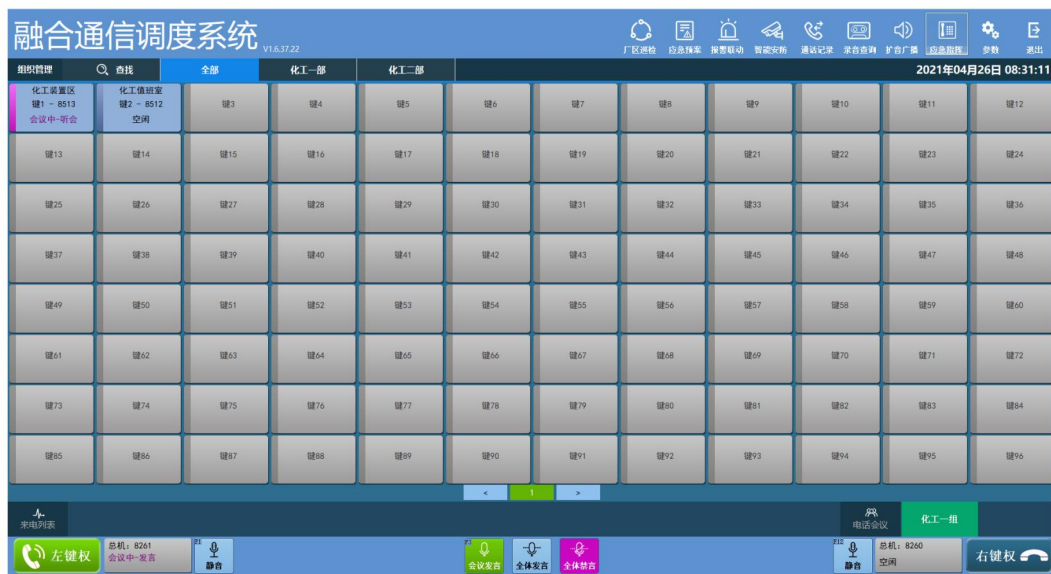 融合通信调度系统 V1.6.37.22
厂区巡检 应急预案 报警联动 智能安防 通话记录 录音查询 扩音广播 应急指挥 参数 退出
组织管理 查找 全部 化工一部 化工二部 2021年04月26日 08:31:11
化工装置区 化工值班室
键1 - 8513 键2 - 8512 键3 键4 键5 键6 键7 键8 键9 键10 键11 键12
会议中-听会 空闲
键13 键14 键15 键16 键17 键18 键19 键20 键21 键22 键23 键24
键25 键26 键27 键28 键29 键30 键31 键32 键33 键34 键35 键36
键37 键38 键39 键40 键41 键42 键43 键44 键45 键46 键47 键48
键49 键50 键51 键52 键53 键54 键55 键56 键57 键58 键59 键60
键61 键62 键63 键64 键65 键66 键67 键68 键69 键70 键71 键72
键73 键74 键75 键76 键77 键78 键79 键80 键81 键82 键83 键84
键85 键86 键87 键88 键89 键90 键91 键92 键93 键94 键95 键96
< 1 >
来电列表 电话会议 化工一组
左键权 总机: 8261 F1 F3 F12 总机: 8260 右键权
会议中-发言 静音 会议发言 全体发言 全体禁言 静音 空闲